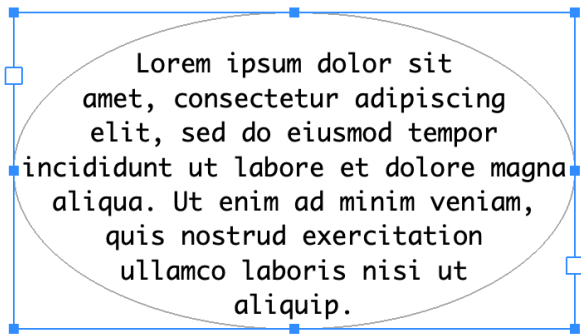 Lorem ipsum dolor sit
amet, consectetur adipiscing
elit, sed do eiusmod tempor
incididunt ut labore et dolore magna
aliqua. Ut enim ad minim veniam,
quis nostrud exercitation
ullamco laboris nisi ut
aliquip.